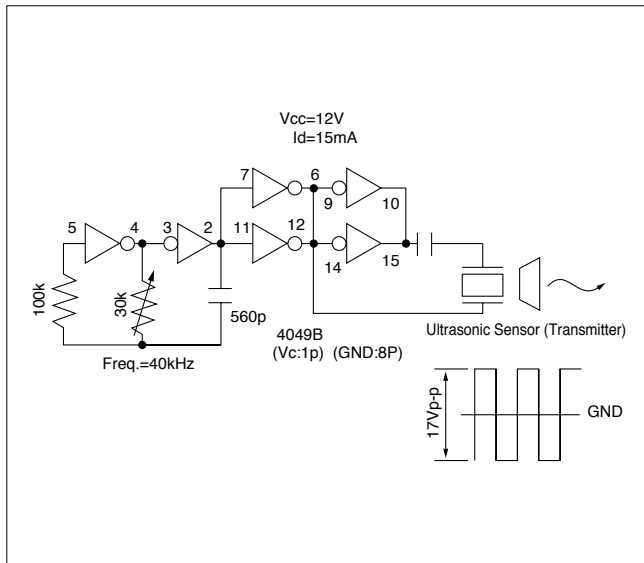 Vcc=12V
Id=15mA
7
6
9
10
5
4
3
2
11
12
14
15
100k
30k
560p
4049B
(Vc:1p) (GND:8P)
Ultrasonic Sensor (Transmitter)
Freq.=40kHz
17Vp-p
GND